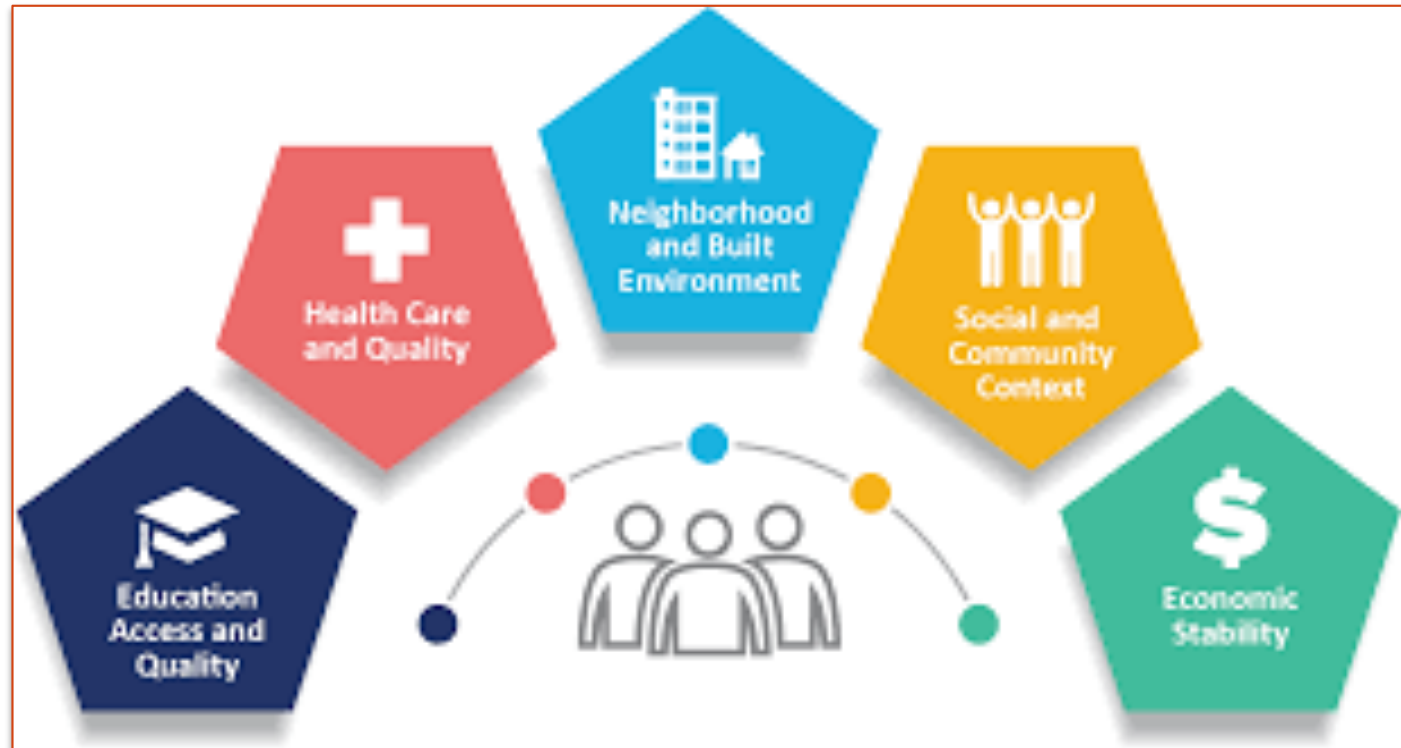 Education
Access and
Quality
Health Care
and Quality
Neighborhood
and Built
Environment
Social and
Community
Context
$
Economic
Stability